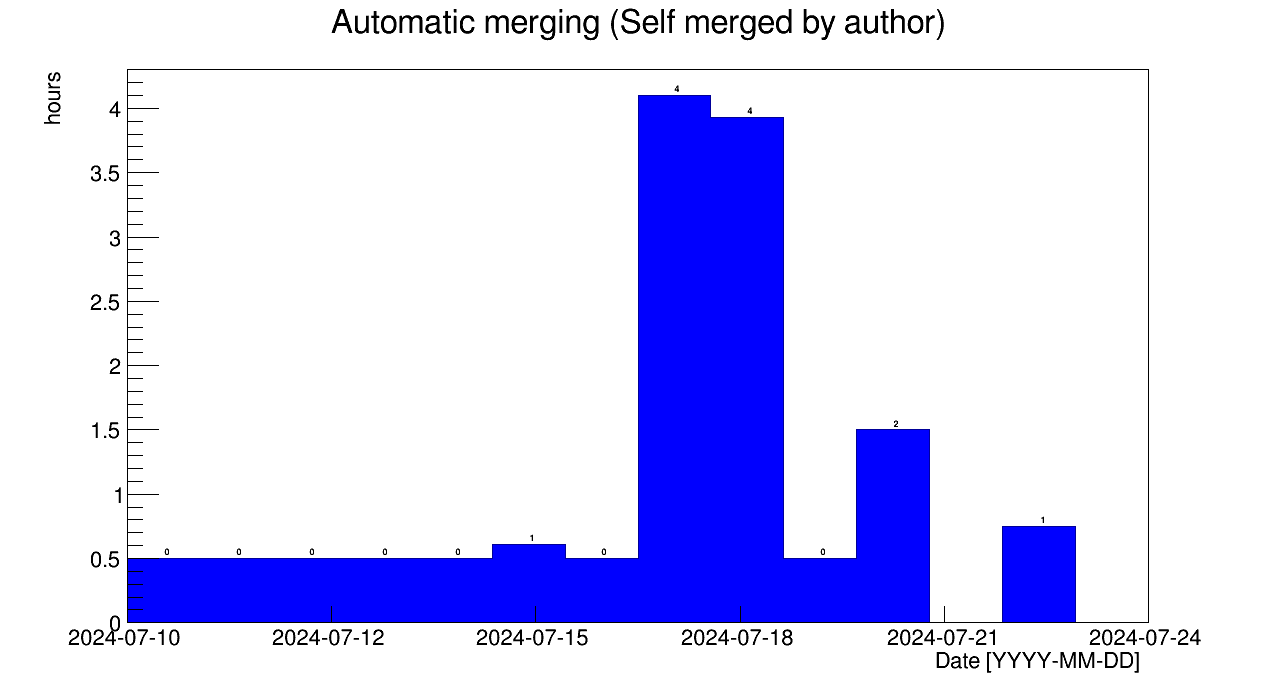 Automatic merging (Self merged by author)
hours
4
3.5
3
2.5
2
1.5
1
0.5
0
0 0 0 0 0 1 0 4 4 0 2 1
2024-07-10 2024-07-12 2024-07-15 2024-07-18 2024-07-21 2024-07-24
Date [YYYY-MM-DD]